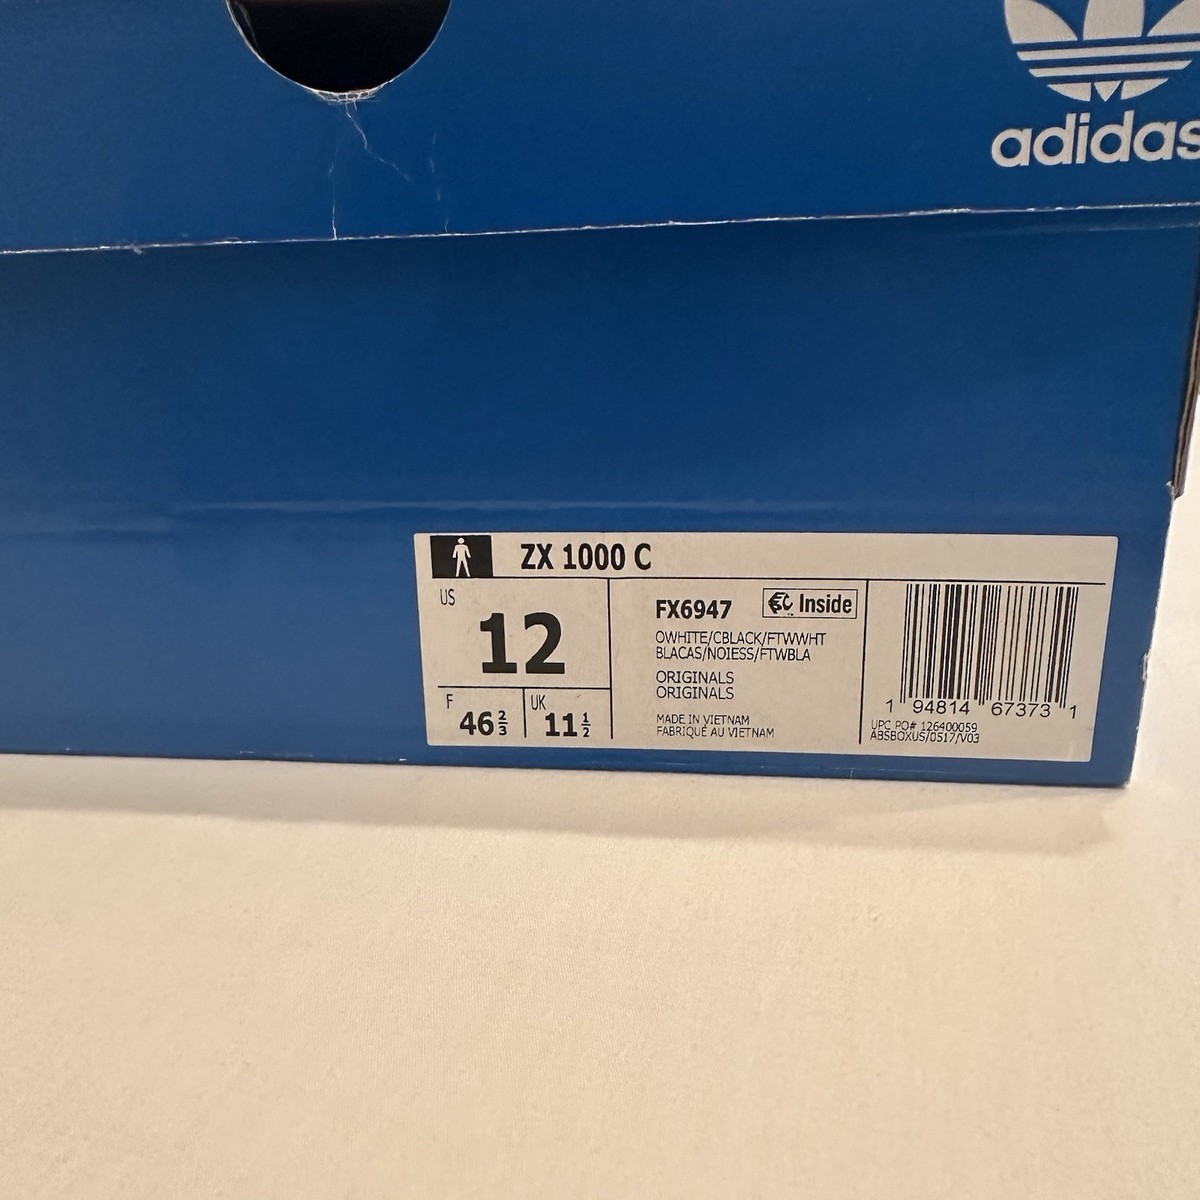 adidas
ZX 1000 C
US
12
F
46 2/3
UK
11 1/2
FX6947
Inside
OWHITE/CBLACK/FTWWHT
BLACAS/NOIESS/FTWBLA
ORIGINALS
ORIGINALS
MADE IN VIETNAM
FABRIQUÉ AU VIETNAM
1 94814 67373 1
UPC PO# 126400059
ABSBOXUS/0517/V03